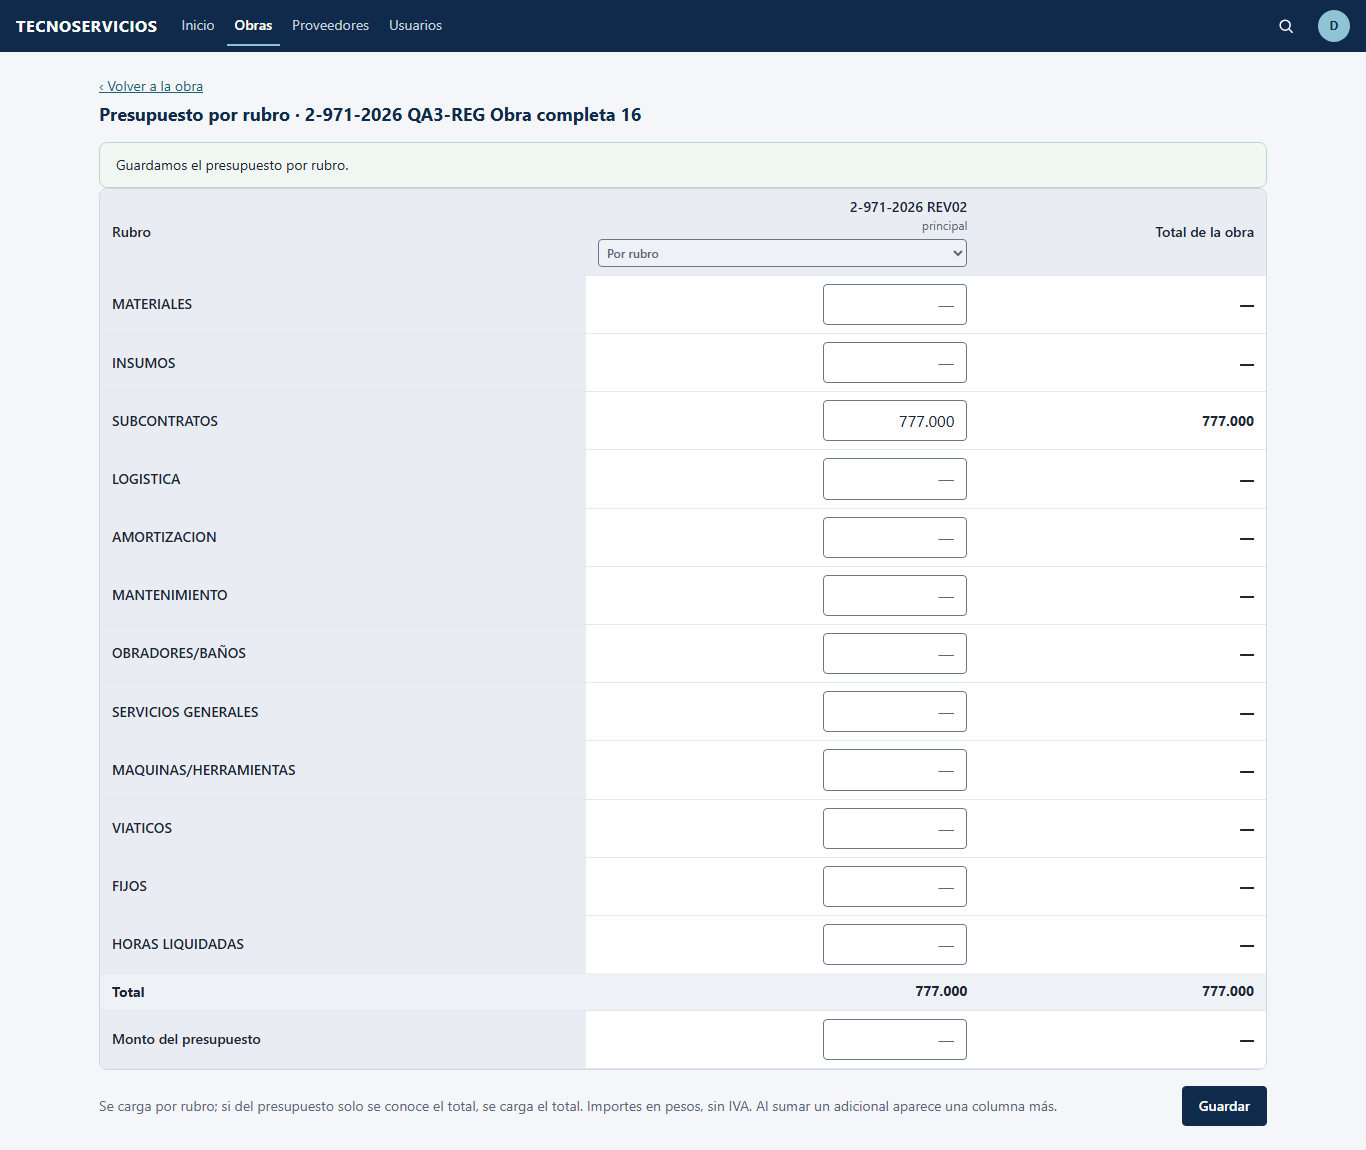 TECNOSERVICIOS Inicio Obras Proveedores Usuarios D
‹ Volver a la obra
Presupuesto por rubro · 2-971-2026 QA3-REG Obra completa 16
Guardamos el presupuesto por rubro.
Rubro 2-971-2026 REV02 Total de la obra
principal
Por rubro
MATERIALES — —
INSUMOS — —
SUBCONTRATOS 777.000 777.000
LOGISTICA — —
AMORTIZACION — —
MANTENIMIENTO — —
OBRADORES/BAÑOS — —
SERVICIOS GENERALES — —
MAQUINAS/HERRAMIENTAS — —
VIATICOS — —
FIJOS — —
HORAS LIQUIDADAS — —
Total 777.000 777.000
Monto del presupuesto — —
Se carga por rubro; si del presupuesto solo se conoce el total, se carga el total. Importes en pesos, sin IVA. Al sumar un adicional aparece una columna más. Guardar